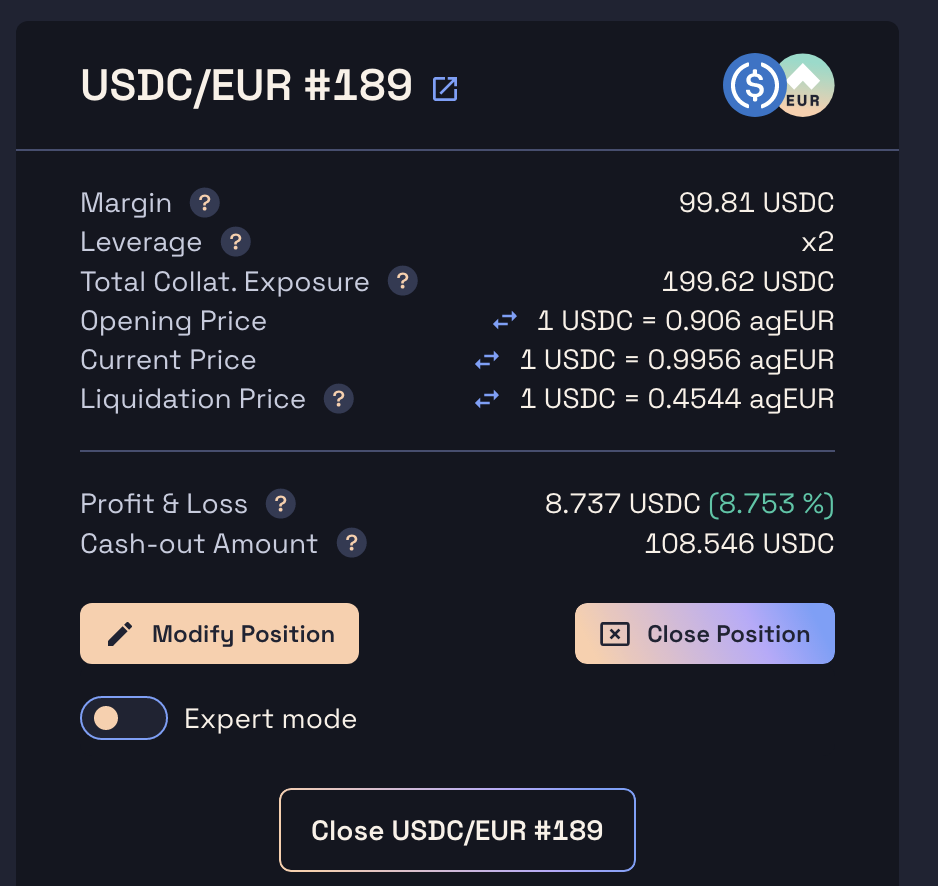 USDC/EUR #189
EUR
Margin ? 99.81 USDC
Leverage ? x2
Total Collat. Exposure ? 199.62 USDC
Opening Price 1 USDC = 0.906 agEUR
Current Price 1 USDC = 0.9956 agEUR
Liquidation Price ? 1 USDC = 0.4544 agEUR
Profit & Loss ? 8.737 USDC (8.753 %)
Cash-out Amount ? 108.546 USDC
Modify Position Close Position
Expert mode
Close USDC/EUR #189